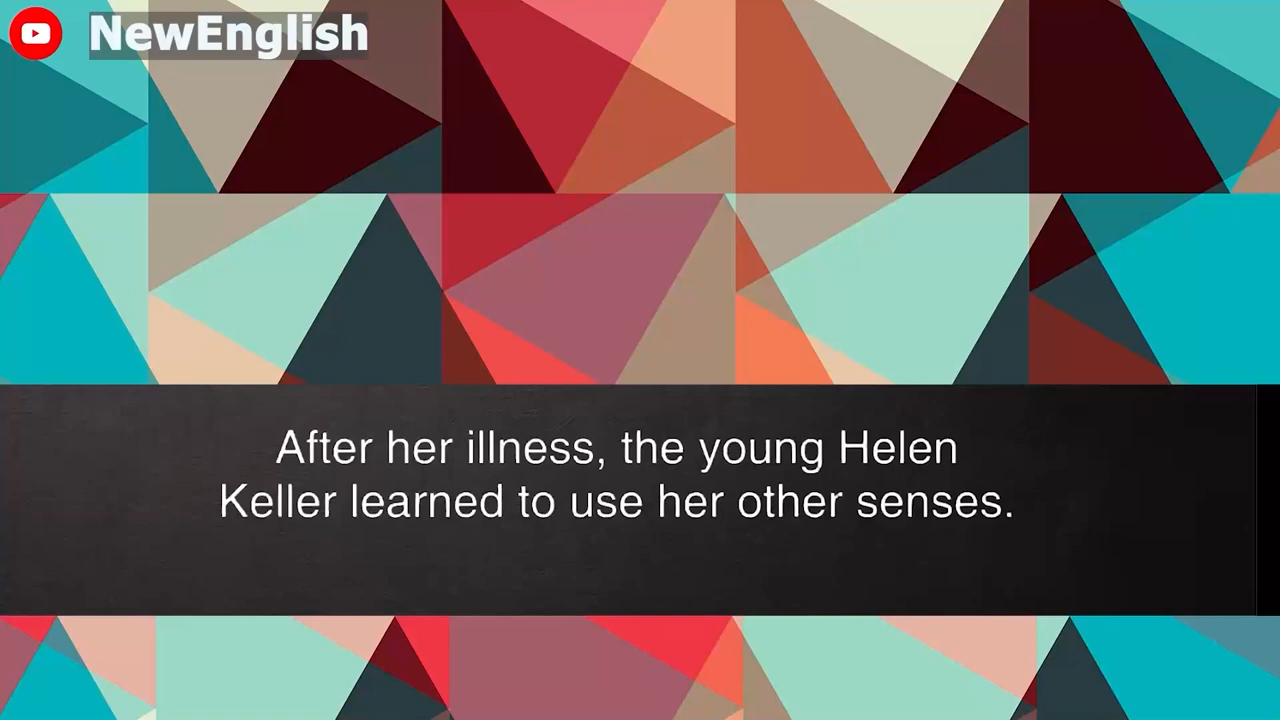 NewEnglish
After her illness, the young Helen
Keller learned to use her other senses.